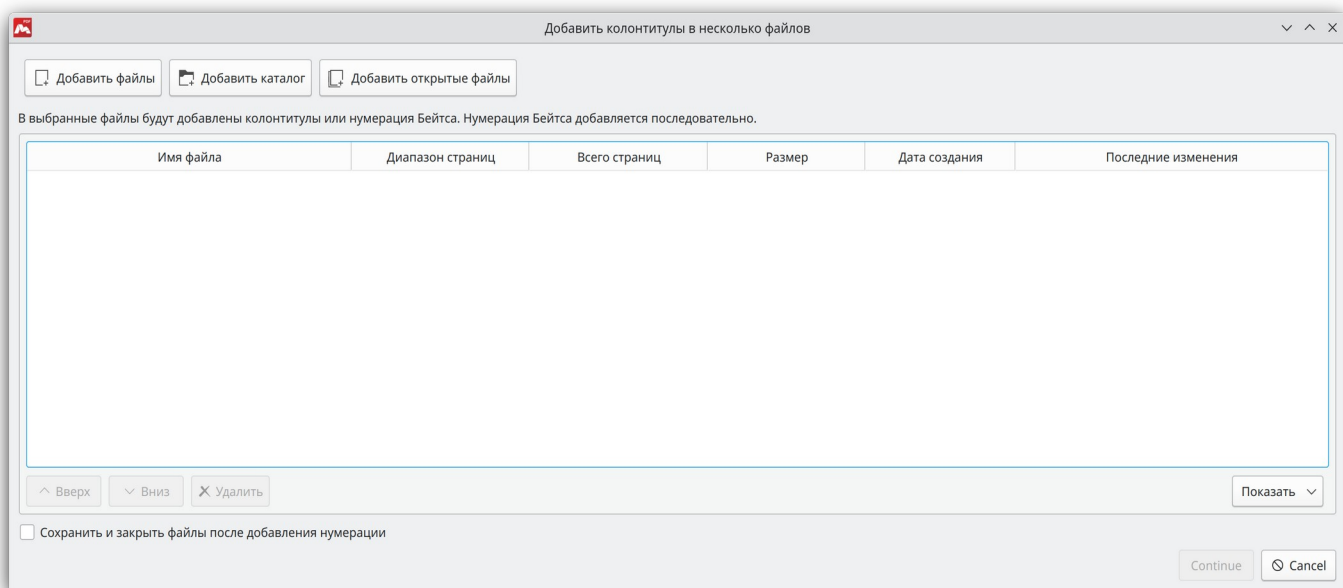 PDF
Добавить колонтитулы в несколько файлов
Добавить файлы Добавить каталог Добавить открытые файлы
В выбранные файлы будут добавлены колонтитулы или нумерация Бейтса. Нумерация Бейтса добавляется последовательно.
Имя файла Диапазон страниц Всего страниц Размер Дата создания Последние изменения
Вверх Вниз Удалить Показать
Сохранить и закрыть файлы после добавления нумерации
Continue Cancel